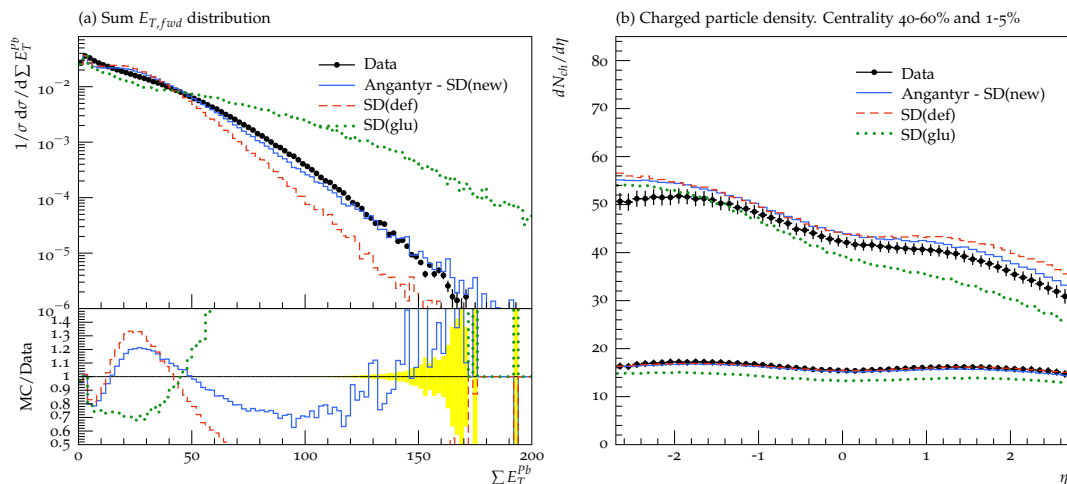 (a) Sum E_{T,fwd} distribution
1/σ dσ/d∑ E_T^{Pb}
10^{-2}
10^{-3}
10^{-4}
10^{-5}
10^{-6}
Data
Angantyr - SD(new)
SD(def)
SD(glu)
MC/Data
1.4
1.3
1.2
1.1
1
0.9
0.8
0.7
0.6
0.5
0 50 100 150 200
∑ E_T^{Pb}
(b) Charged particle density. Centrality 40-60% and 1-5%
dN_{ch}/dη
80
70
60
50
40
30
20
10
0
Data
Angantyr - SD(new)
SD(def)
SD(glu)
-2 -1 0 1 2
η